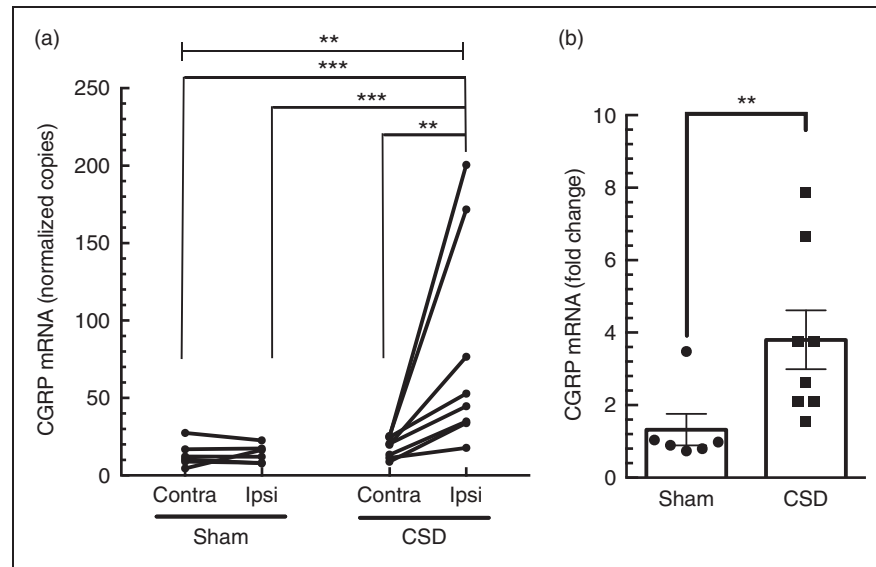 (a)
**
***
***
**
CGRP mRNA (normalized copies)
250
200
150
100
50
0
Contra Ipsi Contra Ipsi
Sham CSD
(b)
**
CGRP mRNA (fold change)
10
8
6
4
2
0
Sham CSD